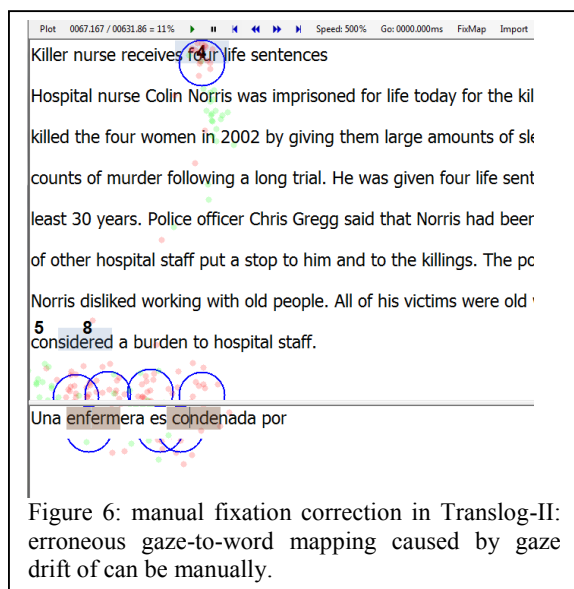 Plot 0067.167 / 00631.86 = 11% Speed: 500% Go: 0000.000ms FixMap Import
Killer nurse receives four life sentences
4
Hospital nurse Colin Norris was imprisoned for life today for the kil
killed the four women in 2002 by giving them large amounts of sle
counts of murder following a long trial. He was given four life sent
least 30 years. Police officer Chris Gregg said that Norris had been
of other hospital staff put a stop to him and to the killings. The po
Norris disliked working with old people. All of his victims were old
5 8
considered a burden to hospital staff.
Una enfermera es condenada por
Figure 6: manual fixation correction in Translog-II:
erroneous gaze-to-word mapping caused by gaze
drift of can be manually.